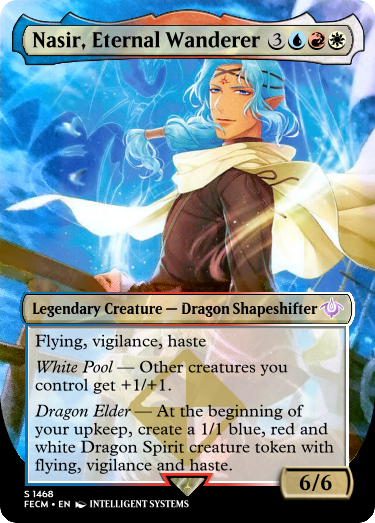 Nasir, Eternal Wanderer 3
Legendary Creature — Dragon Shapeshifter
Flying, vigilance, haste
White Pool — Other creatures you
control get +1/+1.
Dragon Elder — At the beginning of
your upkeep, create a 1/1 blue, red and
white Dragon Spirit creature token with
flying, vigilance and haste.
6/6
S 1468
FECM • EN INTELLIGENT SYSTEMS